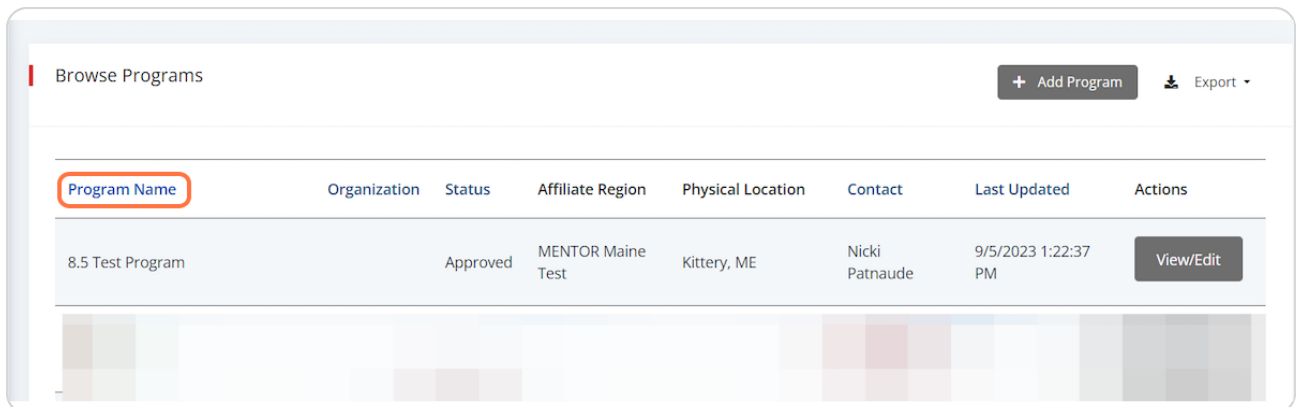 Browse Programs
+ Add Program
Export
Program Name Organization Status Affiliate Region Physical Location Contact Last Updated Actions
8.5 Test Program Approved MENTOR Maine Test Kittery, ME Nicki Patnaude 9/5/2023 1:22:37 PM View/Edit